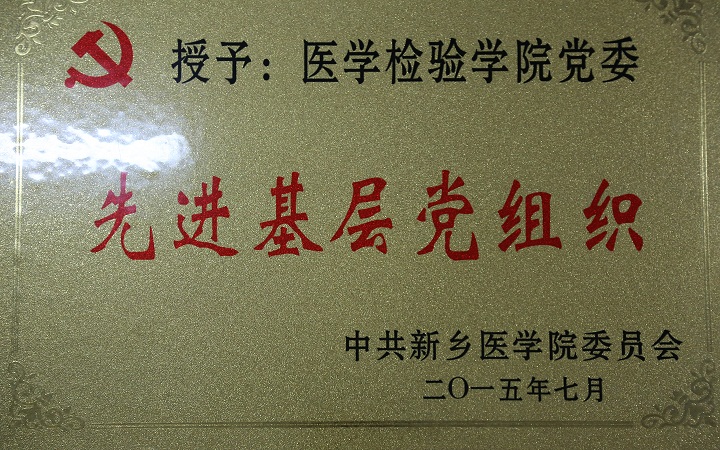 授予：医学检验学院党委
先进基层党组织
中共新乡医学院委员会
二〇一五年七月